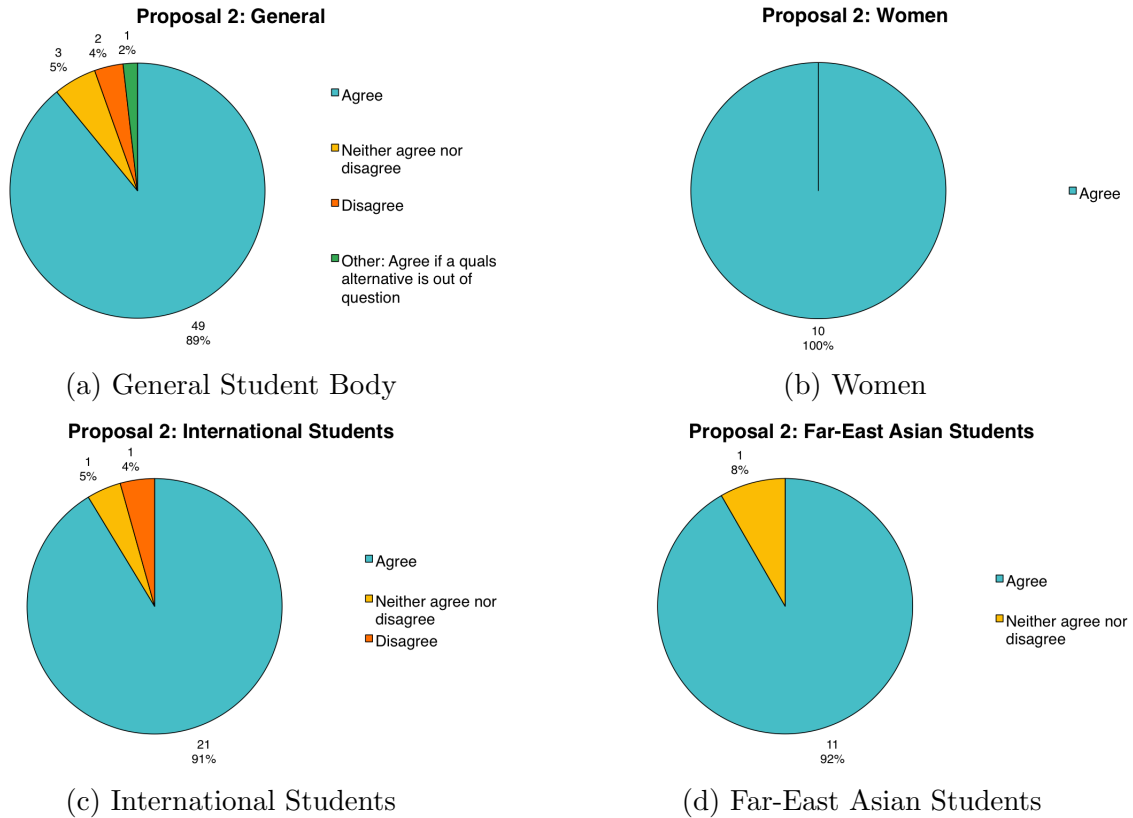 Proposal 2: General
3
5%
2
4%
1
2%
Agree
Neither agree nor
disagree
Disagree
Other: Agree if a quals
alternative is out of
question
49
89%
(a) General Student Body
Proposal 2: Women
Agree
10
100%
(b) Women
Proposal 2: International Students
1
5%
1
4%
Agree
Neither agree nor
disagree
Disagree
21
91%
(c) International Students
Proposal 2: Far-East Asian Students
1
8%
Agree
Neither agree nor
disagree
11
92%
(d) Far-East Asian Students